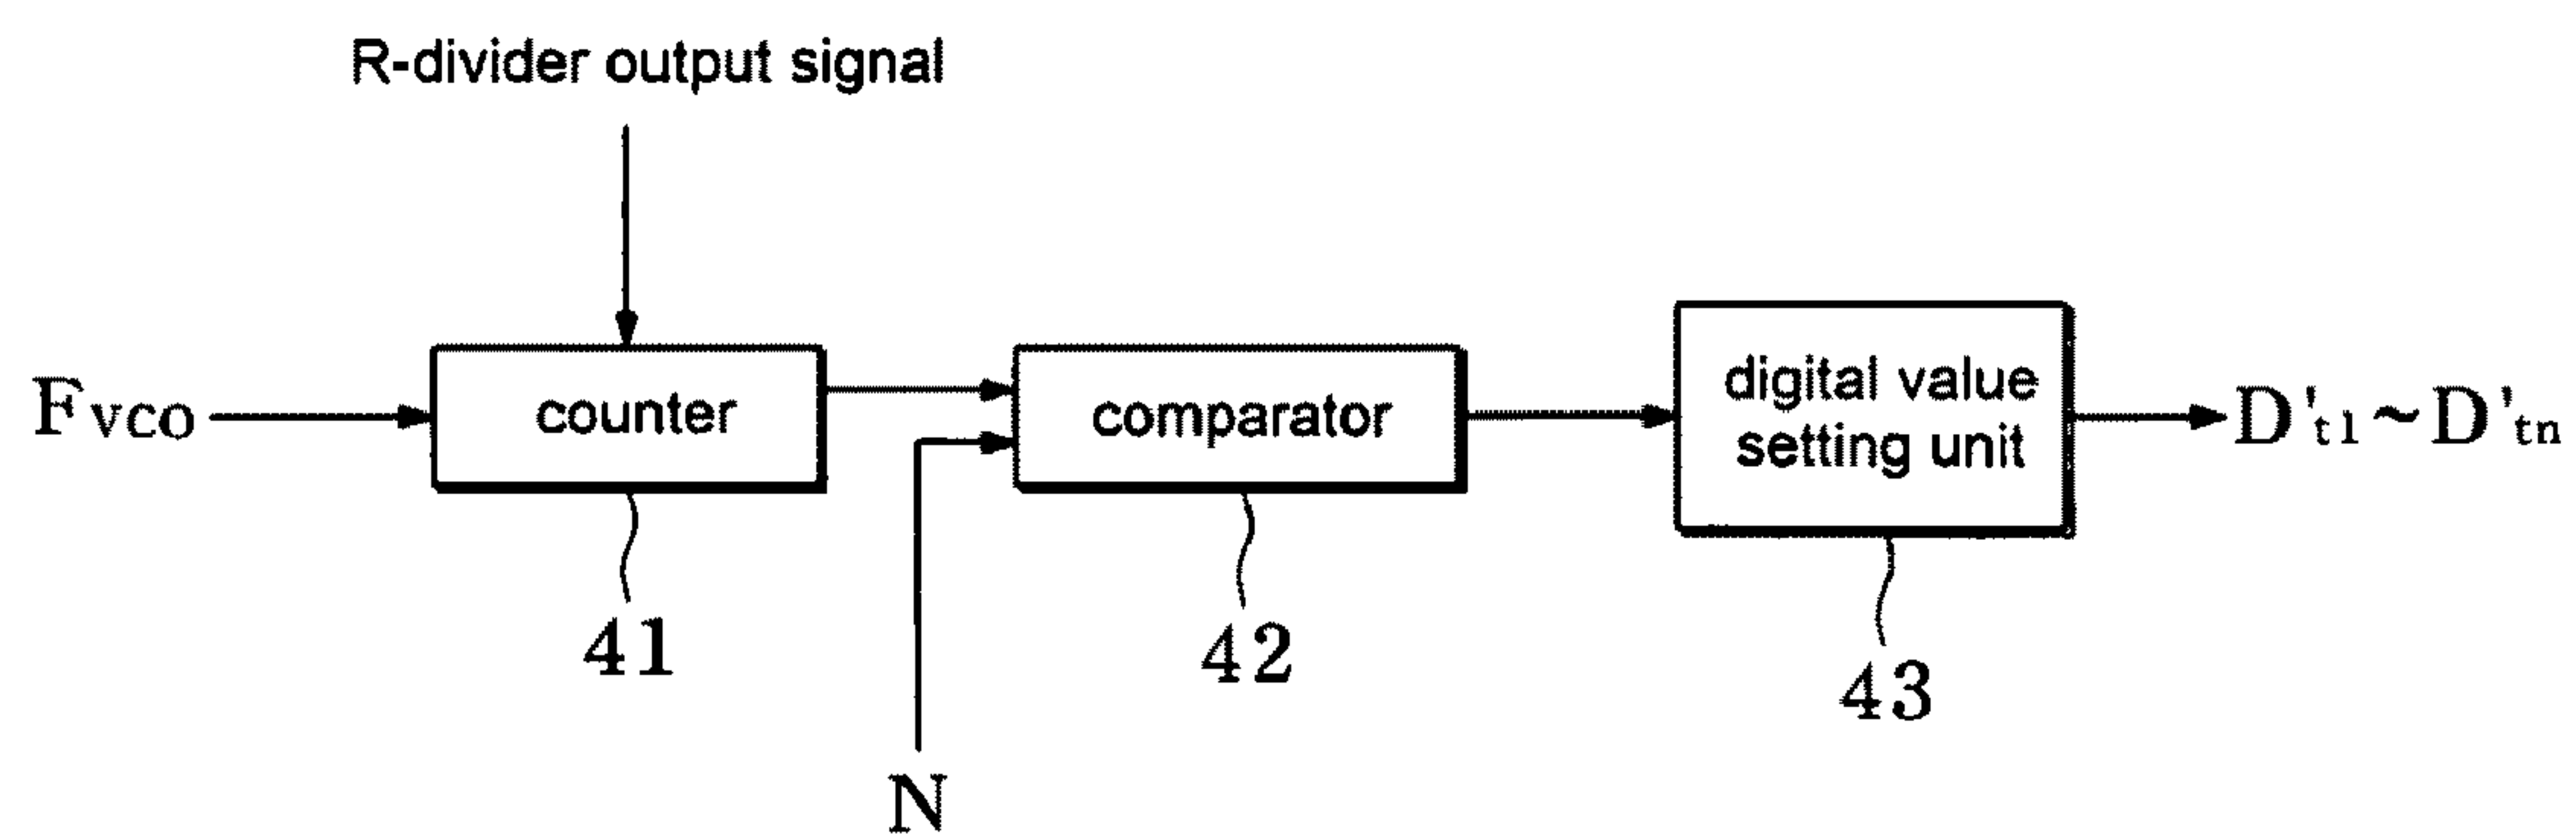 R-divider output signal
Fvco
counter
comparator
digital value
setting unit
D't1~D'tn
41
42
43
N